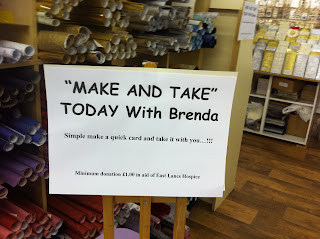 “MAKE AND TAKE”
TODAY With Brenda
Simple make a quick card and take it with you...!!!
Minimum donation £1.00 in aid of East Lancs Hospice